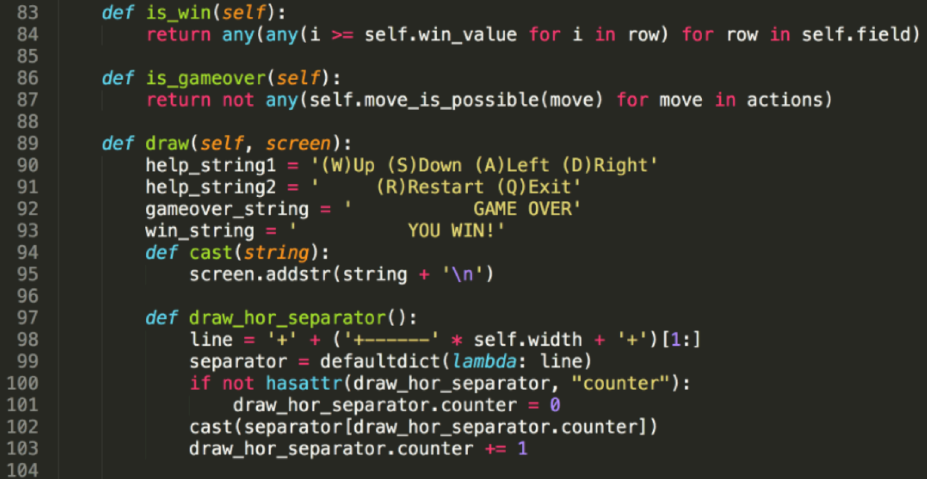 83    def is_win(self):
84        return any(any(i >= self.win_value for i in row) for row in self.field)
85
86    def is_gameover(self):
87        return not any(self.move_is_possible(move) for move in actions)
88
89    def draw(self, screen):
90        help_string1 = '(W)Up (S)Down (A)Left (D)Right'
91        help_string2 = '     (R)Restart (Q)Exit'
92        gameover_string = '           GAME OVER'
93        win_string = '          YOU WIN!'
94        def cast(string):
95            screen.addstr(string + '\n')
96
97        def draw_hor_separator():
98            line = '+' + ('+------' * self.width + '+')[1:]
99            separator = defaultdict(lambda: line)
100            if not hasattr(draw_hor_separator, "counter"):
101                draw_hor_separator.counter = 0
102            cast(separator[draw_hor_separator.counter])
103            draw_hor_separator.counter += 1
104